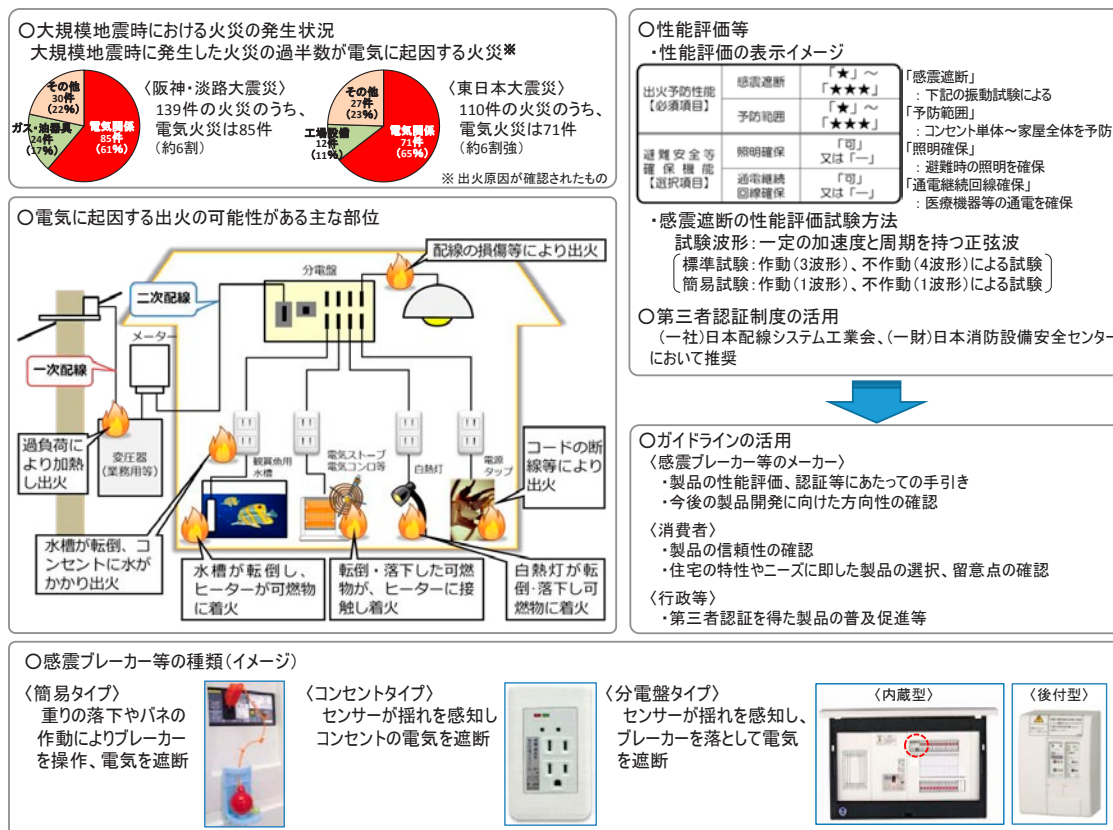 ○大規模地震時における火災の発生状況
大規模地震時に発生した火災の過半数が電気に起因する火災※
その他
30件
(22%)
ガス・油器具
24件
(17%)
電気関係
85件
(61%)
〈阪神・淡路大震災〉
139件の火災のうち、
電気火災は85件
(約6割)
その他
27件
(23%)
工場設備
12件
(11%)
電気関係
71件
(65%)
〈東日本大震災〉
110件の火災のうち、
電気火災は71件
(約6割強)
※ 出火原因が確認されたもの
○電気に起因する出火の可能性がある主な部位
配線の損傷等により出火
分電盤
二次配線
メーター
一次配線
過負荷に
より加熱
し出火
変圧器
(業務用等)
観賞魚用
水槽
電気ストーブ
電気コンロ等
白熱灯
電源
タップ
コードの断
線等により
出火
水槽が転倒、コ
ンセントに水が
かかり出火
水槽が転倒し、
ヒーターが可燃物
に着火
転倒・落下した可燃
物が、ヒーターに接
触し着火
白熱灯が転
倒・落下し可
燃物に着火
○性能評価等
・性能評価の表示イメージ
出火予防性能
【必須項目】
感震遮断
「★」~
「★★★」
予防範囲
「★」~
「★★★」
避難安全等
確保機能
【選択項目】
照明確保
「可」
又は「―」
通電継続
回線確保
「可」
又は「―」
「感震遮断」
:下記の振動試験による
「予防範囲」
:コンセント単体~家屋全体を予防
「照明確保」
:避難時の照明を確保
「通電継続回線確保」
:医療機器等の通電を確保
・感震遮断の性能評価試験方法
試験波形:一定の加速度と周期を持つ正弦波
標準試験:作動(3波形)、不作動(4波形)による試験
簡易試験:作動(1波形)、不作動(1波形)による試験
○第三者認証制度の活用
(一社)日本配線システム工業会、(一財)日本消防設備安全センター
において推奨
○ガイドラインの活用
〈感震ブレーカー等のメーカー〉
・製品の性能評価、認証等にあたっての手引き
・今後の製品開発に向けた方向性の確認
〈消費者〉
・製品の信頼性の確認
・住宅の特性やニーズに即した製品の選択、留意点の確認
〈行政等〉
・第三者認証を得た製品の普及促進等
○感震ブレーカー等の種類(イメージ)
〈簡易タイプ〉
重りの落下やバネの
作動によりブレーカー
を操作、電気を遮断
〈コンセントタイプ〉
センサーが揺れを感知し
コンセントの電気を遮断
〈分電盤タイプ〉
センサーが揺れを感知し、
ブレーカーを落として電気
を遮断
〈内蔵型〉
〈後付型〉